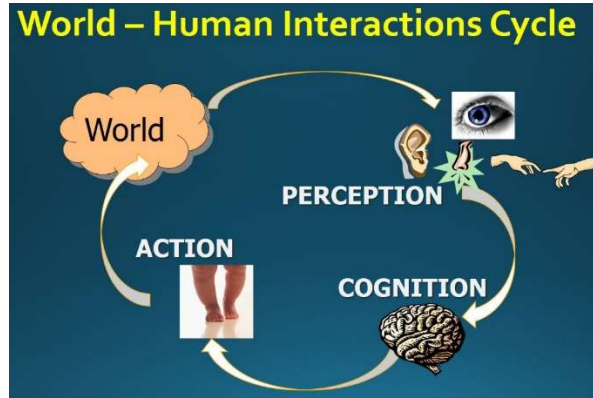 World – Human Interactions Cycle
World
PERCEPTION
ACTION
COGNITION